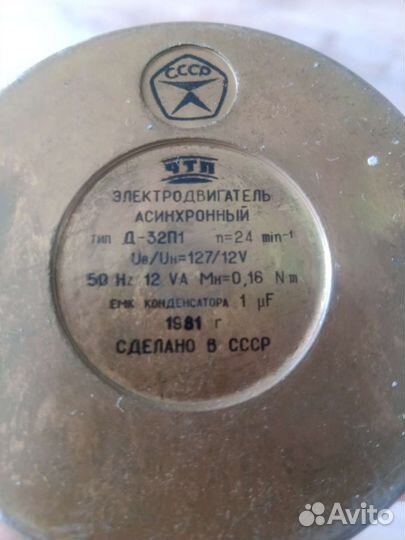 СССР
ЧТП
ЭЛЕКТРОДВИГАТЕЛЬ
АСИНХРОННЫЙ
ТИП Д-32П1 n=24 min⁻¹
Uв/Uн=127/12V
50 Hz 12 VA Mн=0,16 N m
ЕМК КОНДЕНСАТОРА 1 µF
1981 г
СДЕЛАНО В СССР
Avito